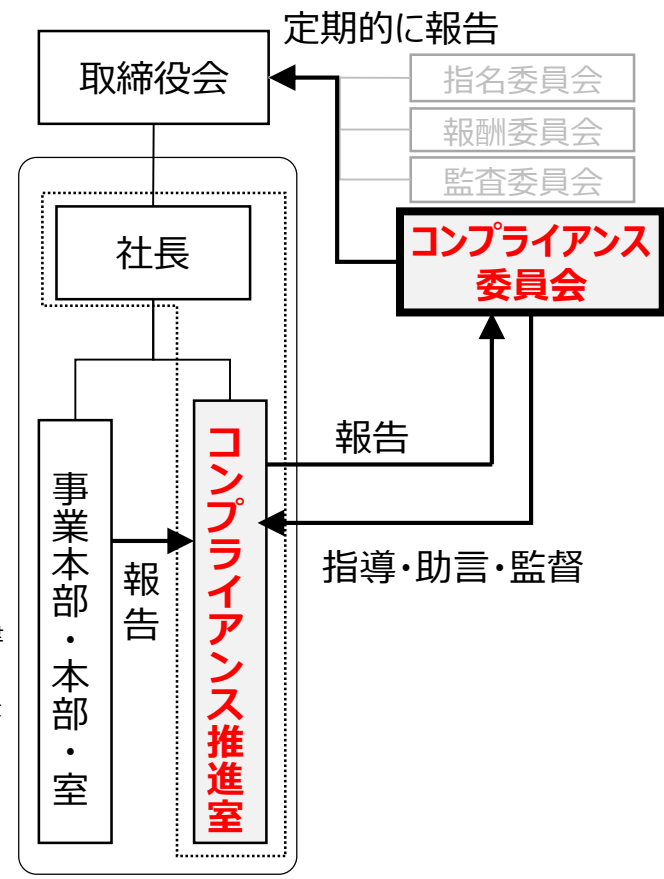 定期的に報告
取締役会
指名委員会
報酬委員会
監査委員会
社長
コンプライアンス
委員会
報告
コンプライアンス推進室
事業本部・本部・室
報告
指導・助言・監督